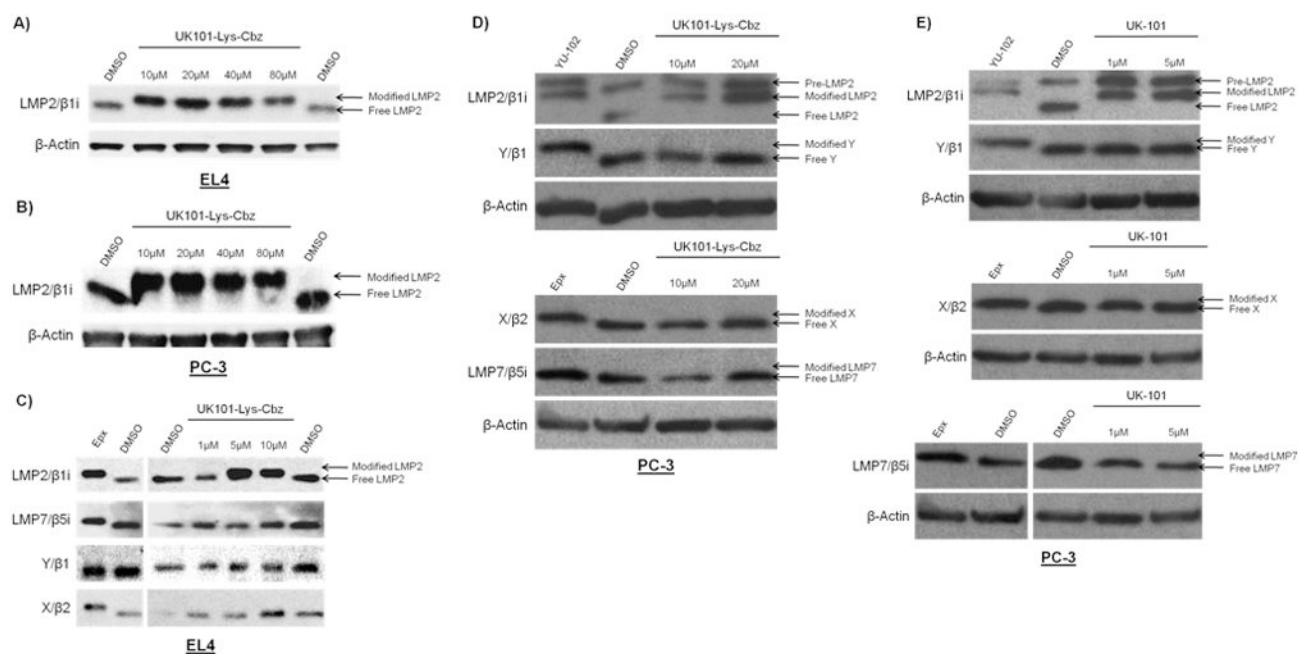 A)
UK101-Lys-Cbz
DMSO 10µM 20µM 40µM 80µM DMSO
LMP2/β1i
Modified LMP2
Free LMP2
β-Actin
EL4
B)
UK101-Lys-Cbz
DMSO 10µM 20µM 40µM 80µM DMSO
LMP2/β1i
Modified LMP2
Free LMP2
β-Actin
PC-3
C)
UK101-Lys-Cbz
Epx DMSO DMSO 1µM 5µM 10µM DMSO
LMP2/β1i
Modified LMP2
Free LMP2
LMP7/β5i
Y/β1
X/β2
EL4
D)
UK101-Lys-Cbz
YU-102 DMSO 10µM 20µM
LMP2/β1i
Pre-LMP2
Modified LMP2
Free LMP2
Y/β1
Modified Y
Free Y
β-Actin
UK101-Lys-Cbz
Epx DMSO 10µM 20µM
X/β2
Modified X
Free X
LMP7/β5i
Modified LMP7
Free LMP7
β-Actin
PC-3
E)
UK-101
YU-102 DMSO 1µM 5µM
LMP2/β1i
Pre-LMP2
Modified LMP2
Free LMP2
Y/β1
Modified Y
Free Y
β-Actin
UK-101
Epx DMSO 1µM 5µM
X/β2
Modified X
Free X
β-Actin
UK-101
Epx DMSO DMSO 1µM 5µM
LMP7/β5i
Modified LMP7
Free LMP7
β-Actin
PC-3